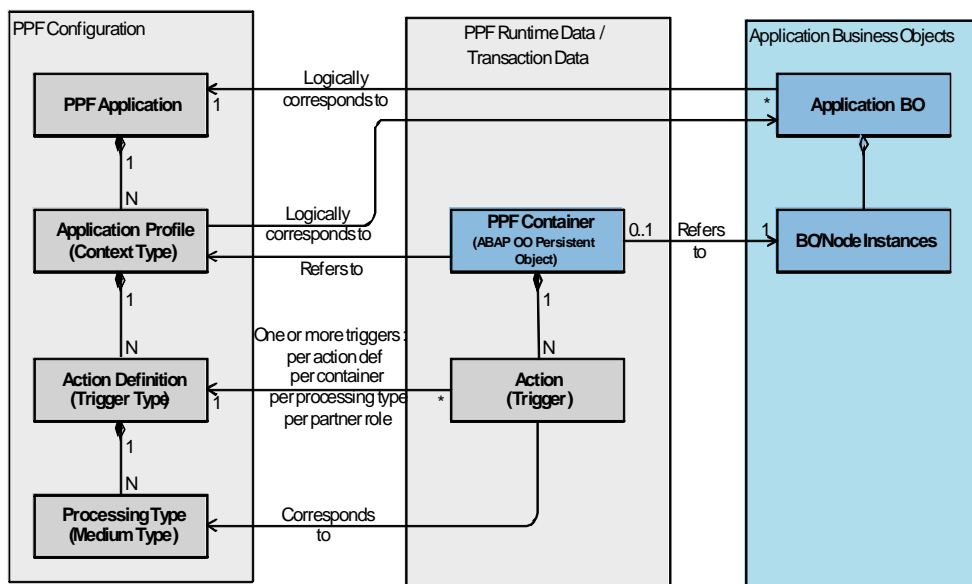 PPF Configuration
PPF Application
1
1
N
Application Profile
(Context Type)
1
N
Action Definition
(Trigger Type)
1
1
N
Processing Type
(Medium Type)
Logically
corresponds to
Logically
corresponds to
Refers to
One or more triggers :
per action def
per container
per processing type
per partner role
*
Corresponds
to
PPF Runtime Data /
Transaction Data
PPF Container
(ABAP OO Persistent
Object)
0..1
1
N
Action
(Trigger)
Refers
to
Application Business Objects
*
Application BO
1
BO/Node Instances